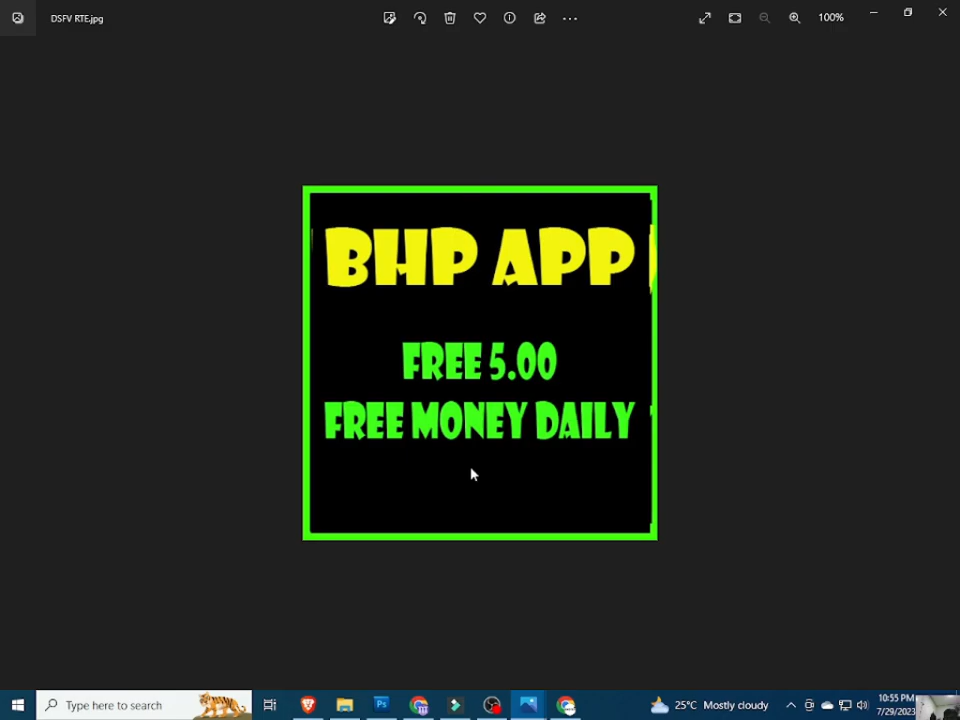 DSFV RTE.jpg
100%
BHP APP
FREE 5.00
FREE MONEY DAILY
Type here to search
Ps
25°C Mostly cloudy
10:55 PM
7/29/2023